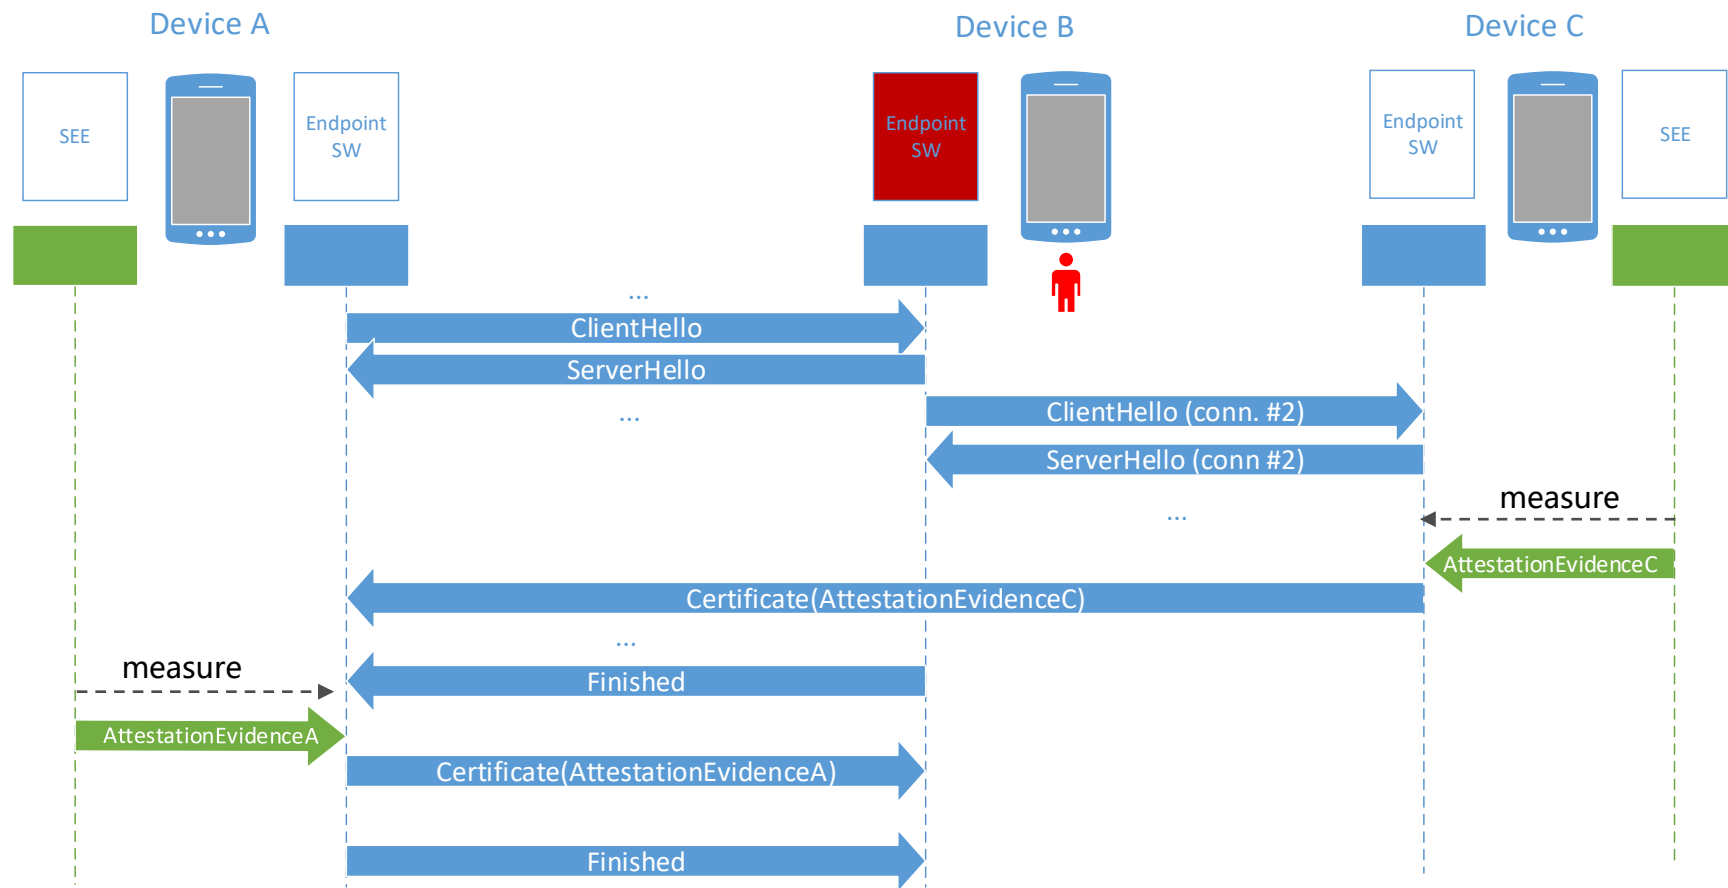 Device A
Device B
Device C
SEE
Endpoint
SW
Endpoint
SW
Endpoint
SW
SEE
...
ClientHello
ServerHello
...
ClientHello (conn. #2)
ServerHello (conn #2)
measure
...
AttestationEvidenceC
Certificate(AttestationEvidenceC)
...
measure
Finished
AttestationEvidenceA
Certificate(AttestationEvidenceA)
Finished